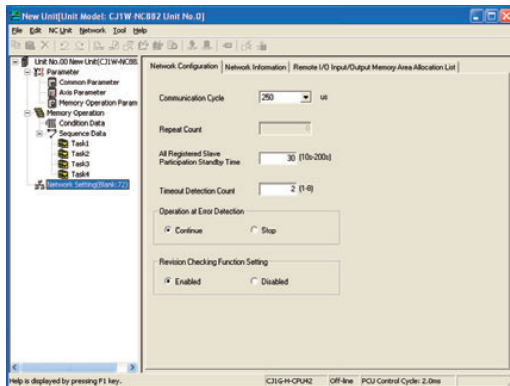 New Unit[Unit Model: CJ1W-NC882 Unit No.0]
File Edit NC Unit Network Tool Help
Unit No.00 New Unit(CJ1W-NC88.
Parameter
Common Parameter
Axis Parameter
Memory Operation Param
Memory Operation
Condition Data
Sequence Data
Task1
Task2
Task3
Task4
Network Setting(Blank:72)
Network Configuration Network Information Remote I/O Input/Output Memory Area Allocation List
Communication Cycle 250 us
Repeat Count 0
All Registered Slave
Participation Standby Time 30 (10s-200s)
Timeout Detection Count 2 (1-8)
Operation at Error Detection
Continue Stop
Revision Checking Function Setting
Enabled Disabled
Help is displayed by pressing F1 key. CJ1G-H-CPU42 Off-line PCU Control Cycle: 2.0ms